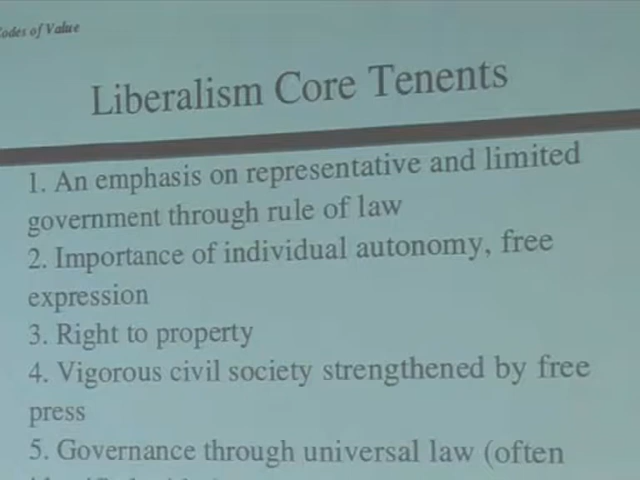 Codes of Value
Liberalism Core Tenents
1. An emphasis on representative and limited
government through rule of law
2. Importance of individual autonomy, free
expression
3. Right to property
4. Vigorous civil society strengthened by free
press
5. Governance through universal law (often